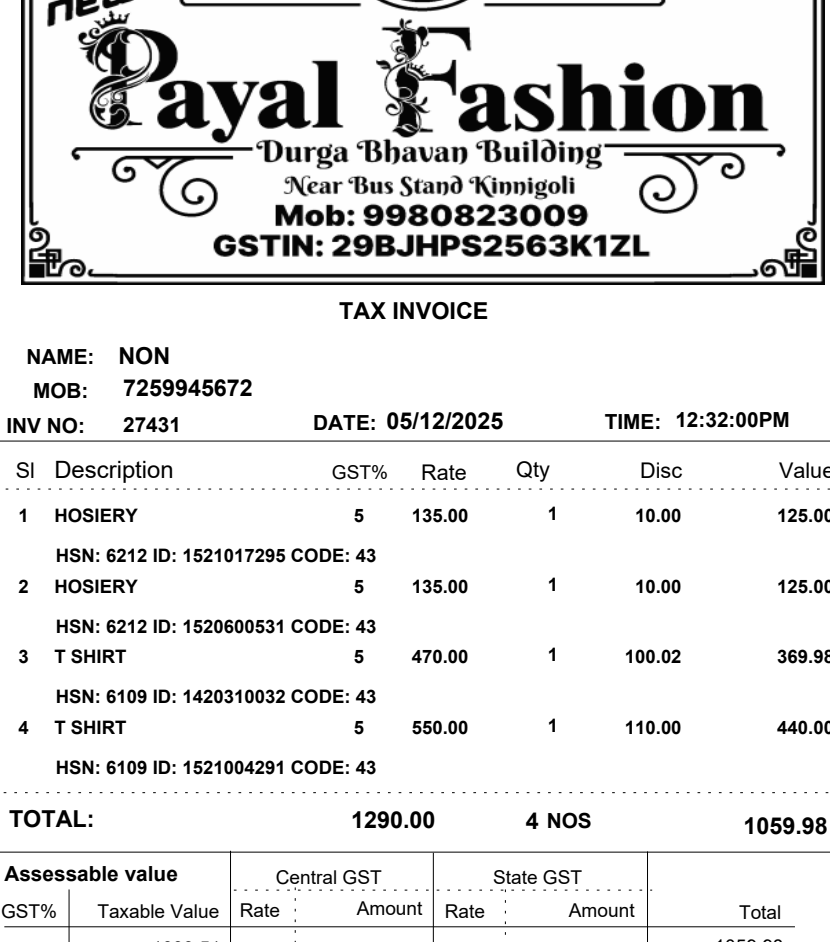 new
Payal Fashion
Durga Bhavan Building
Near Bus Stand Kinnigoli
Mob: 9980823009
GSTIN: 29BJHPS2563K1ZL
TAX INVOICE
NAME: NON
MOB: 7259945672
INV NO: 27431 DATE: 05/12/2025 TIME: 12:32:00PM
Sl Description GST% Rate Qty Disc Value
1 HOSIERY 5 135.00 1 10.00 125.00
HSN: 6212 ID: 1521017295 CODE: 43
2 HOSIERY 5 135.00 1 10.00 125.00
HSN: 6212 ID: 1520600531 CODE: 43
3 T SHIRT 5 470.00 1 100.02 369.98
HSN: 6109 ID: 1420310032 CODE: 43
4 T SHIRT 5 550.00 1 110.00 440.00
HSN: 6109 ID: 1521004291 CODE: 43
TOTAL: 1290.00 4 NOS 1059.98
Assessable value Central GST State GST
GST% Taxable Value Rate Amount Rate Amount Total